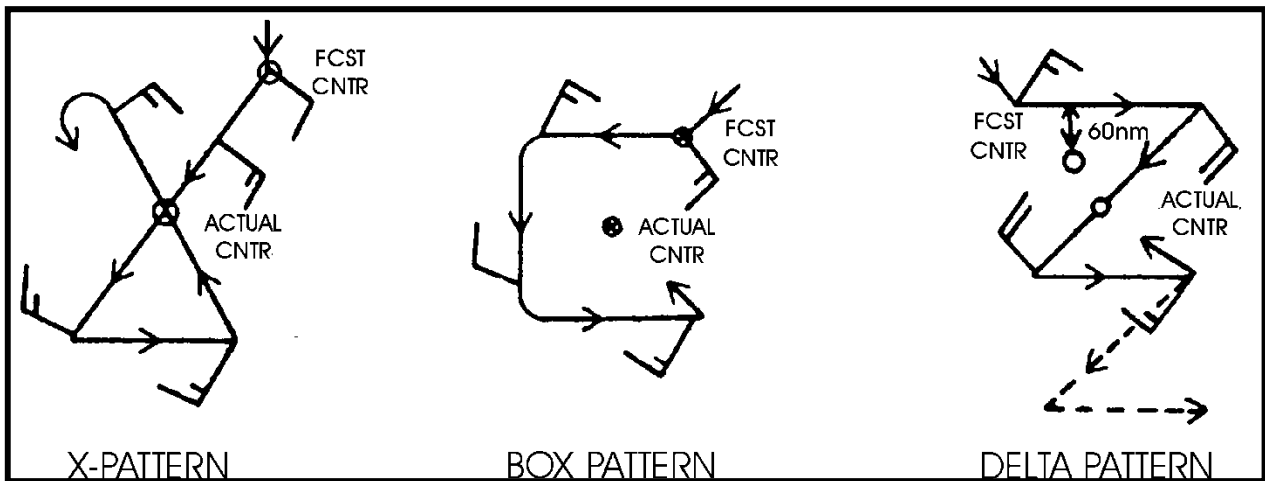 FCST
CNTR
ACTUAL
CNTR
X-PATTERN
FCST
CNTR
ACTUAL
CNTR
BOX PATTERN
FCST
CNTR
60nm
ACTUAL.
CNTR
DELTA PATTERN